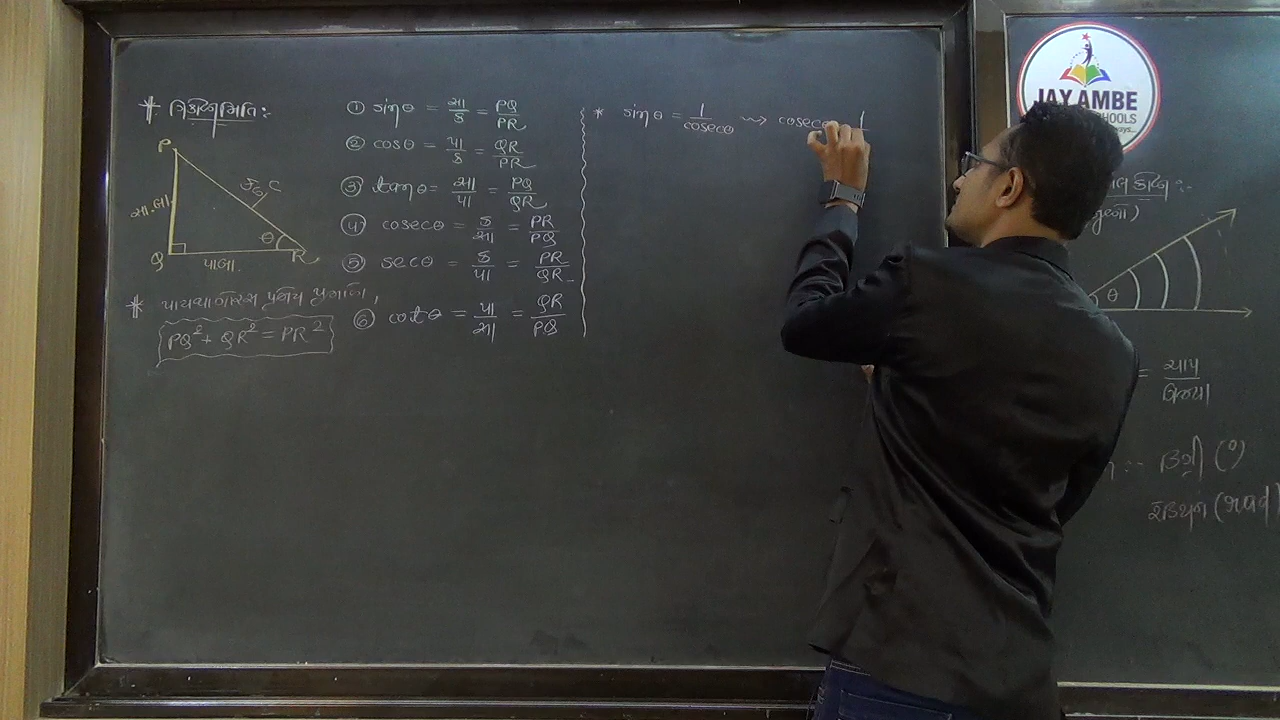 * ત્રિકોણમિતિ :-
P
સા.બા.
કર્ણ
θ
Q પાબા. R
* પાયથાગોરસ પ્રમેય પ્રમાણે,
PQ² + QR² = PR²
① sinθ = સા/ક = PQ/PR
② cosθ = પા/ક = QR/PR
③ tanθ = સા/પા = PQ/QR
④ cosecθ = ક/સા = PR/PQ
⑤ secθ = ક/પા = PR/QR
⑥ cotθ = પા/સા = QR/PQ
* sinθ = 1/cosecθ ⇝ cosecθ 1
JAY AMBE
θ
= ચાપ/ત્રિજ્યા
:- ડિગ્રી (°)
રેડિયન